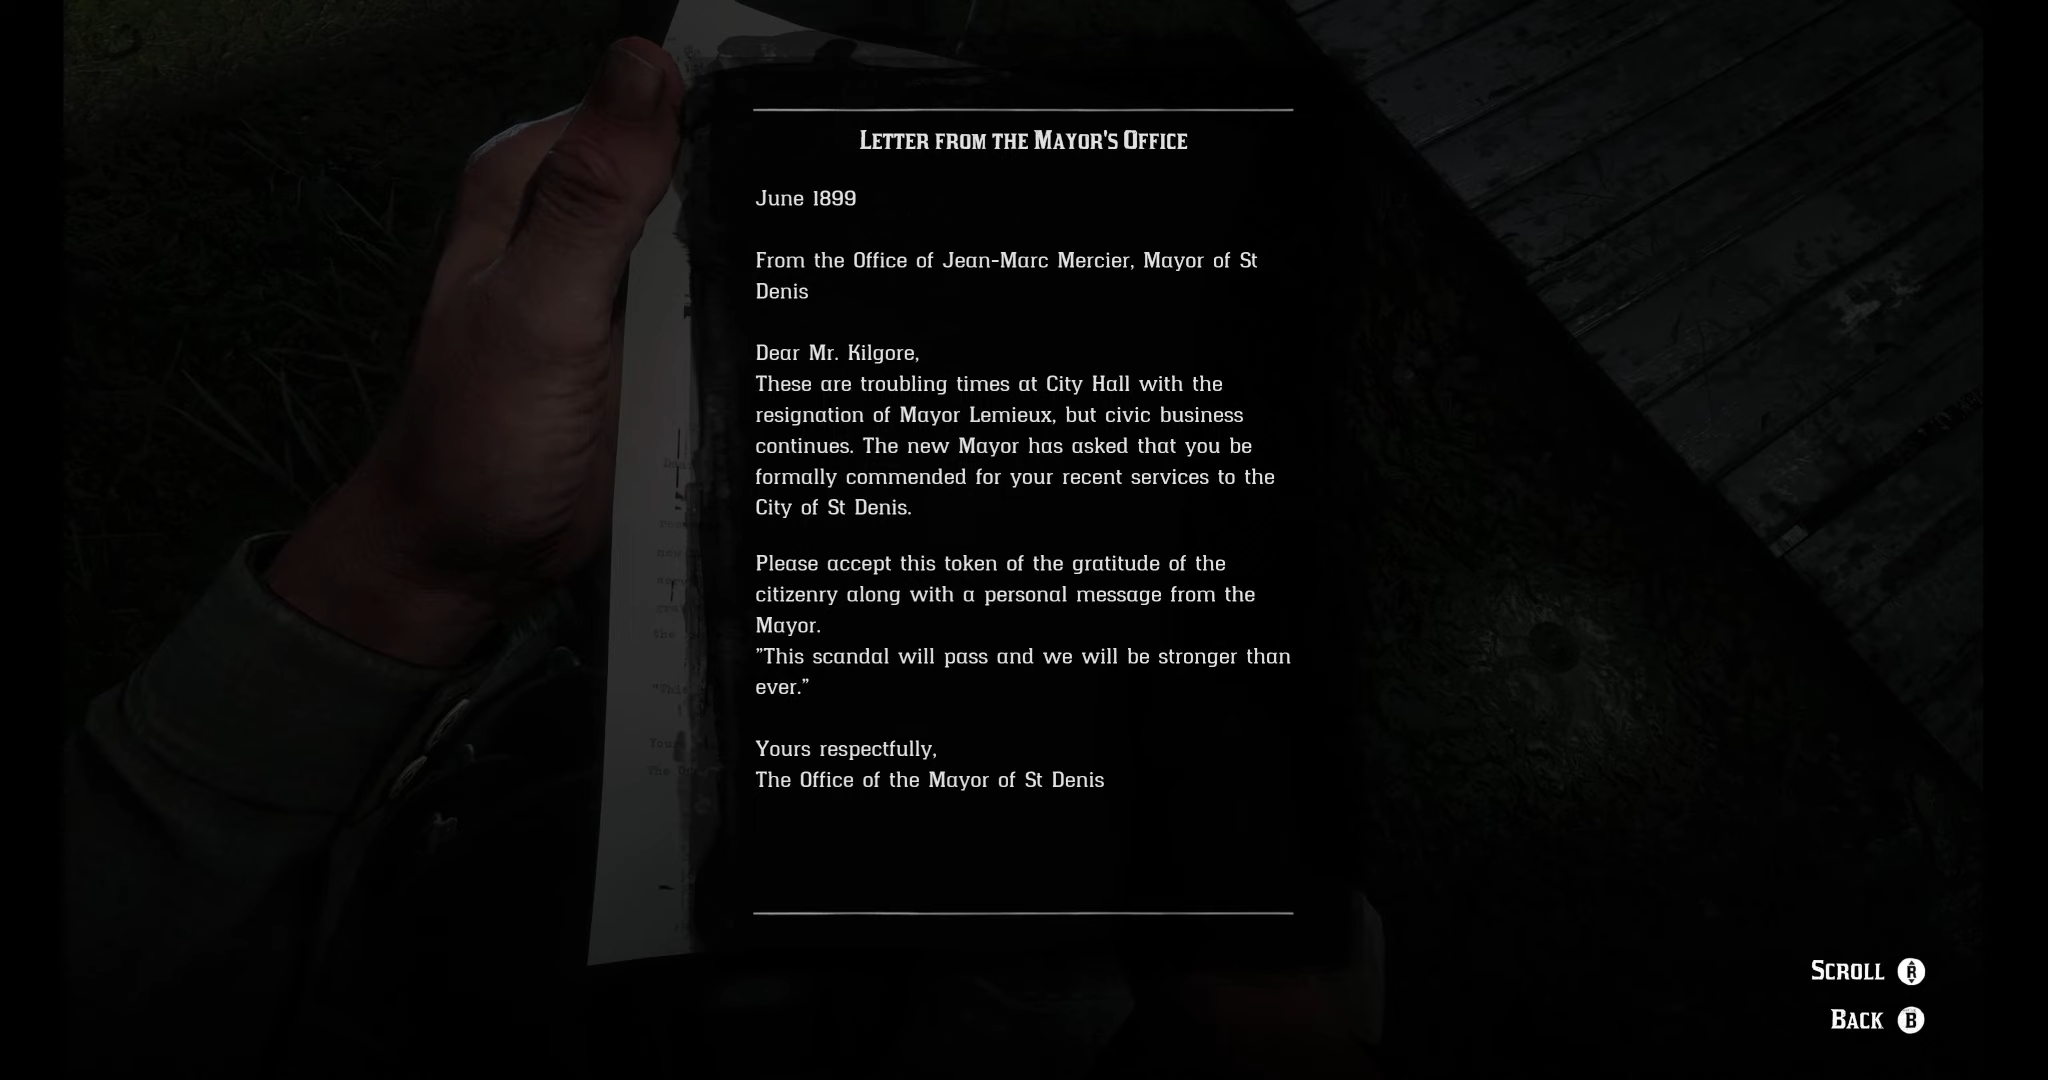 Letter from the Mayor's Office
June 1899
From the Office of Jean-Marc Mercier, Mayor of St
Denis
Dear Mr. Kilgore,
These are troubling times at City Hall with the
resignation of Mayor Lemieux, but civic business
continues. The new Mayor has asked that you be
formally commended for your recent services to the
City of St Denis.
Please accept this token of the gratitude of the
citizenry along with a personal message from the
Mayor.
"This scandal will pass and we will be stronger than
ever."
Yours respectfully,
The Office of the Mayor of St Denis
Scroll R
Back B